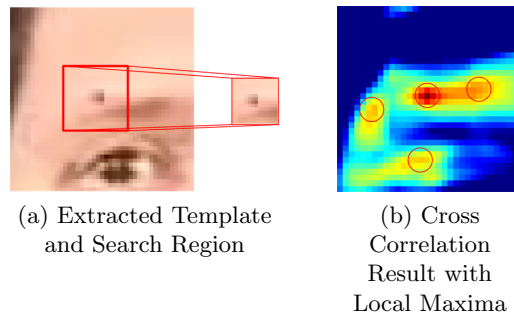 (a) Extracted Template
and Search Region
(b) Cross
Correlation
Result with
Local Maxima